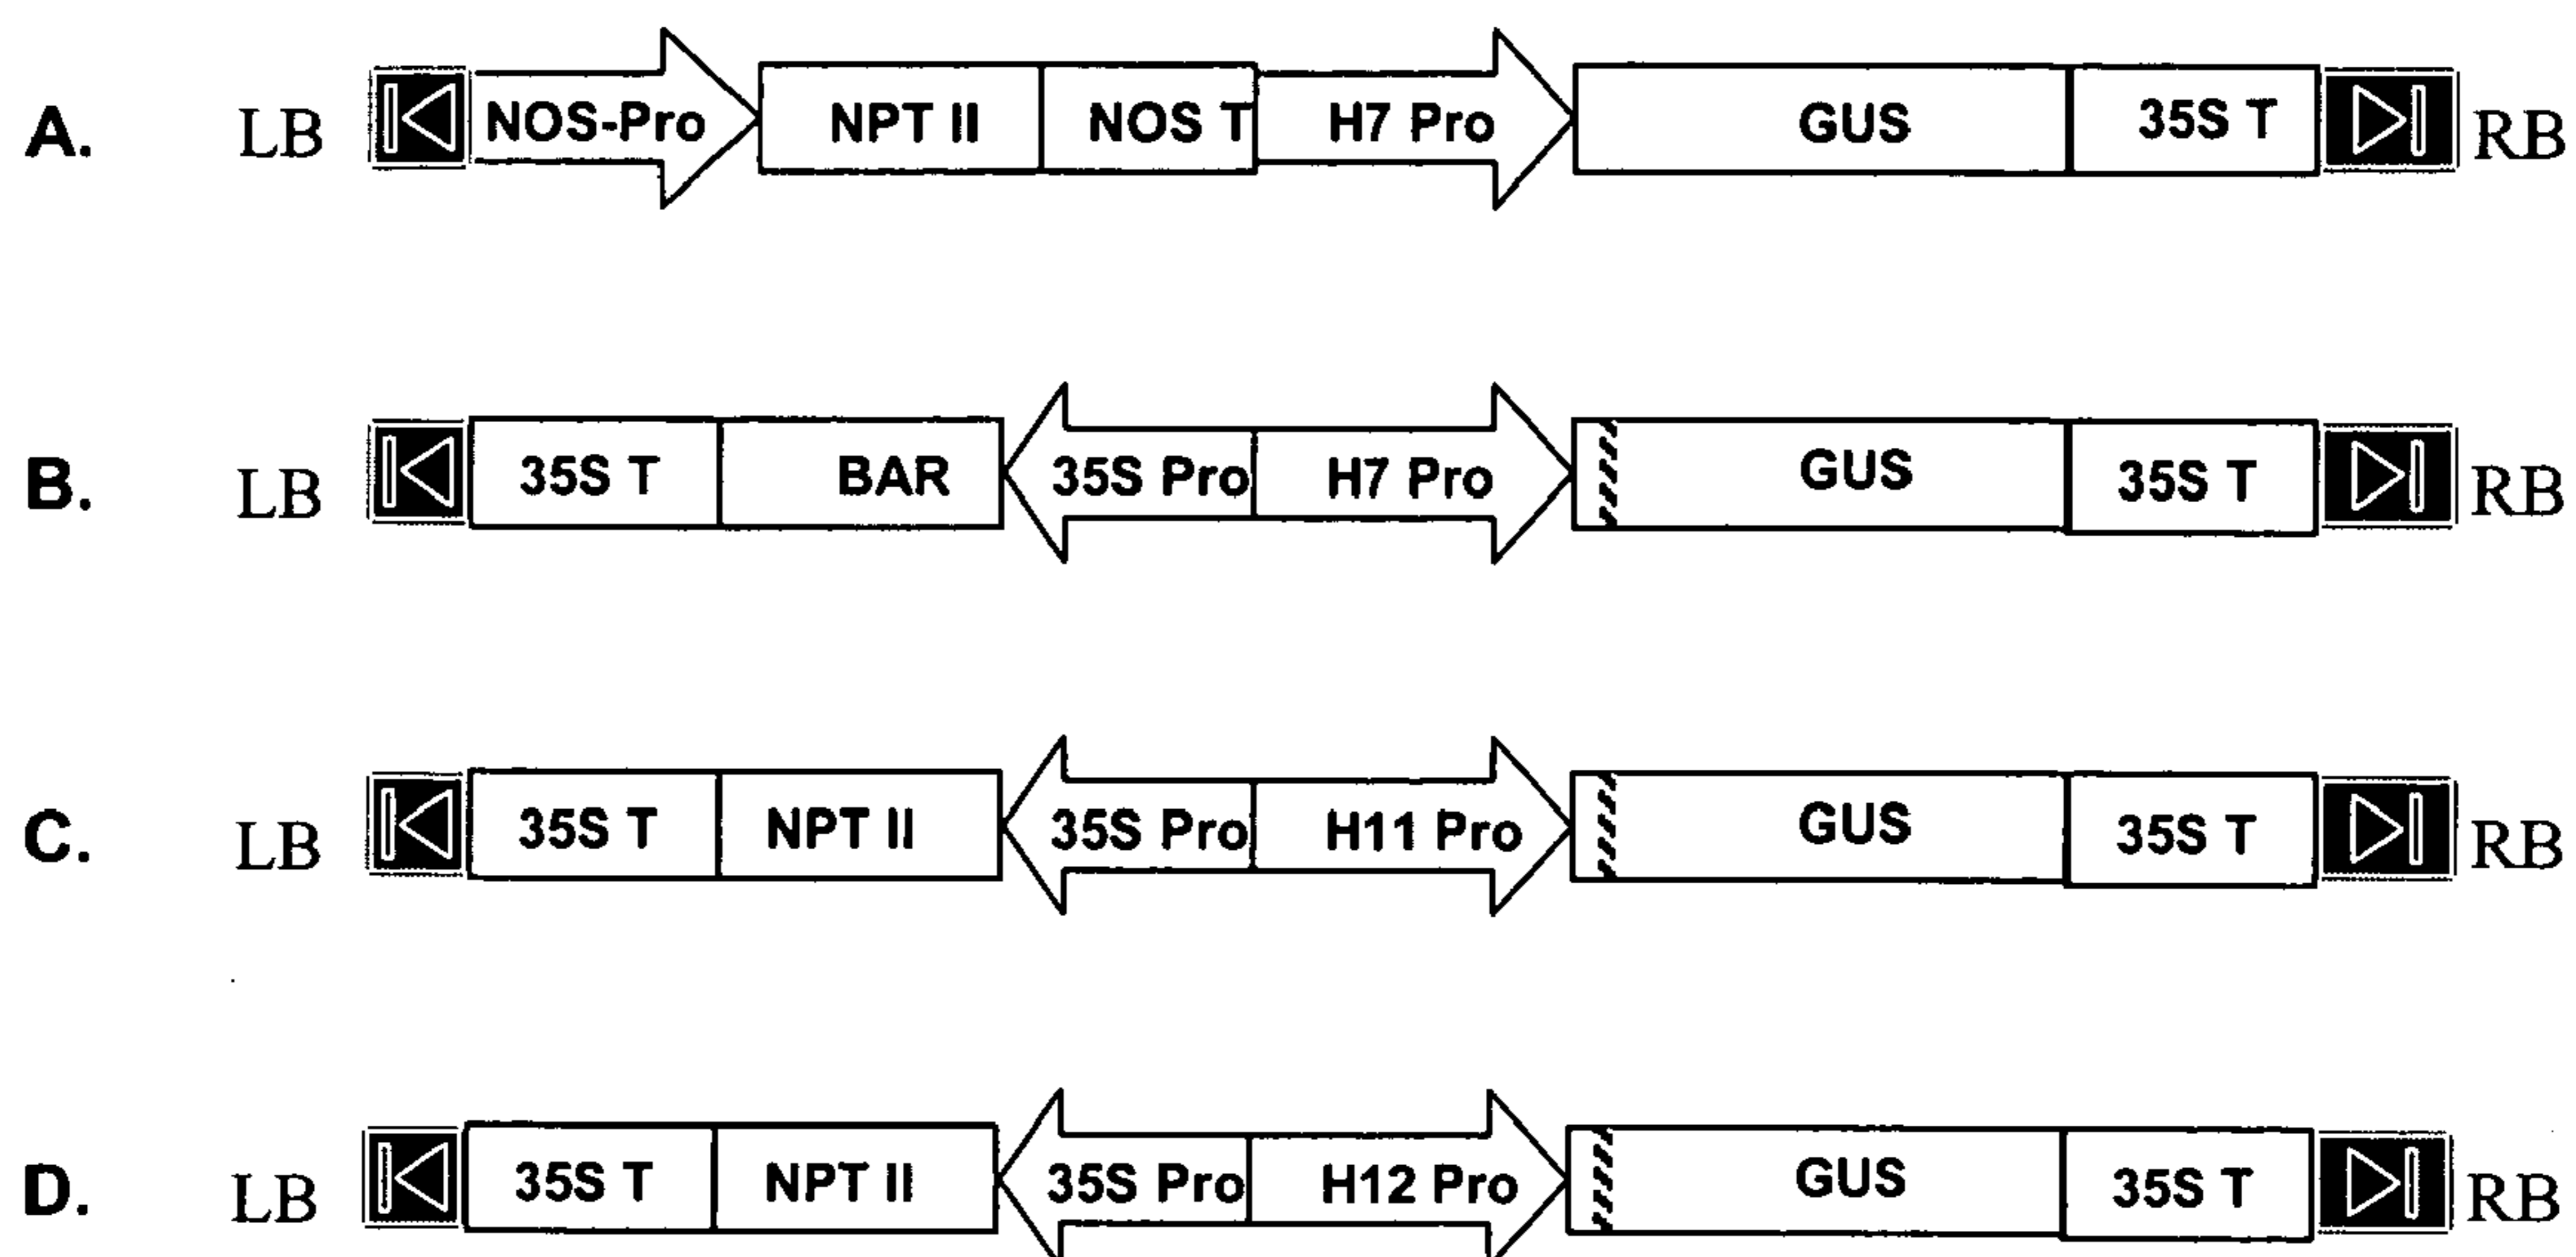 A. LB NOS-Pro NPT II NOS T H7 Pro GUS 35S T RB
B. LB 35S T BAR 35S Pro H7 Pro GUS 35S T RB
C. LB 35S T NPT II 35S Pro H11 Pro GUS 35S T RB
D. LB 35S T NPT II 35S Pro H12 Pro GUS 35S T RB